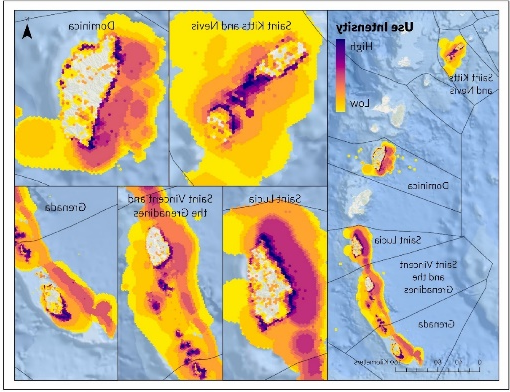 Dominica
Saint Kitts and Nevis
Use Intensity
High
Low
Saint Kitts
and Nevis
Dominica
Grenada
Saint Vincent and
the Grenadines
Saint Lucia
Saint Lucia
Saint Vincent
and the
Grenadines
Grenada
Kilometers